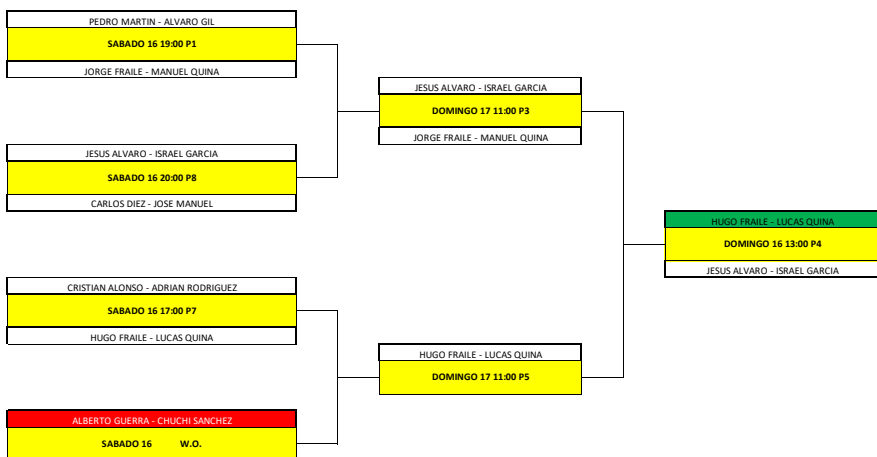 PEDRO MARTIN - ALVARO GIL
SABADO 16 19:00 P1
JORGE FRAILE - MANUEL QUINA
JESUS ALVARO - ISRAEL GARCIA
DOMINGO 17 11:00 P3
JORGE FRAILE - MANUEL QUINA
JESUS ALVARO - ISRAEL GARCIA
SABADO 16 20:00 P8
CARLOS DIEZ - JOSE MANUEL
HUGO FRAILE - LUCAS QUINA
DOMINGO 16 13:00 P4
JESUS ALVARO - ISRAEL GARCIA
CRISTIAN ALONSO - ADRIAN RODRIGUEZ
SABADO 16 17:00 P7
HUGO FRAILE - LUCAS QUINA
HUGO FRAILE - LUCAS QUINA
DOMINGO 17 11:00 P5
ALBERTO GUERRA - CHUCHI SANCHEZ
SABADO 16 W.O.